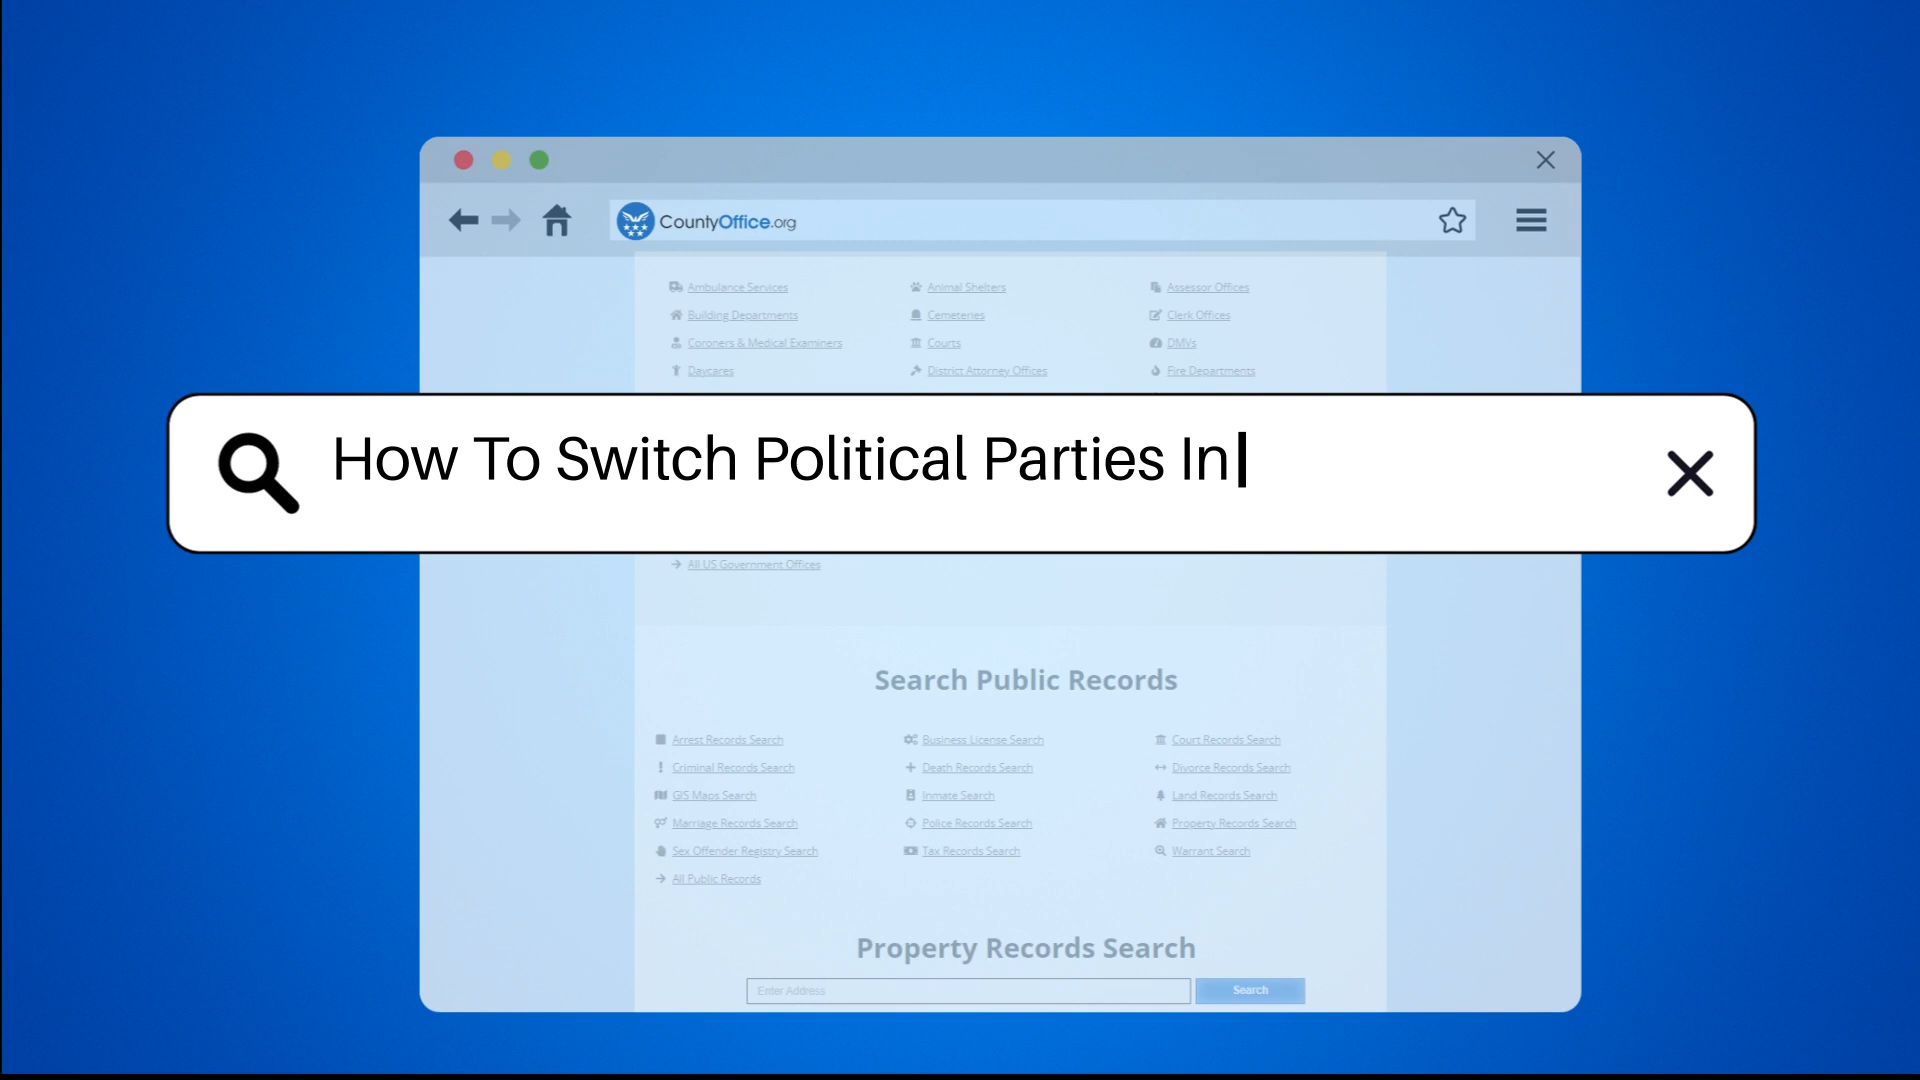 CountyOffice.org
Ambulance Services Animal Shelters Assessor Offices
Building Departments Cemeteries Clerk Offices
Coroners & Medical Examiners Courts DMVs
Daycares District Attorney Offices Fire Departments
How To Switch Political Parties In
All US Government Offices
Search Public Records
Arrest Records Search Business License Search Court Records Search
Criminal Records Search Death Records Search Divorce Records Search
GIS Maps Search Inmate Search Land Records Search
Marriage Records Search Police Records Search Property Records Search
Sex Offender Registry Search Tax Records Search Warrant Search
All Public Records
Property Records Search
Enter Address Search